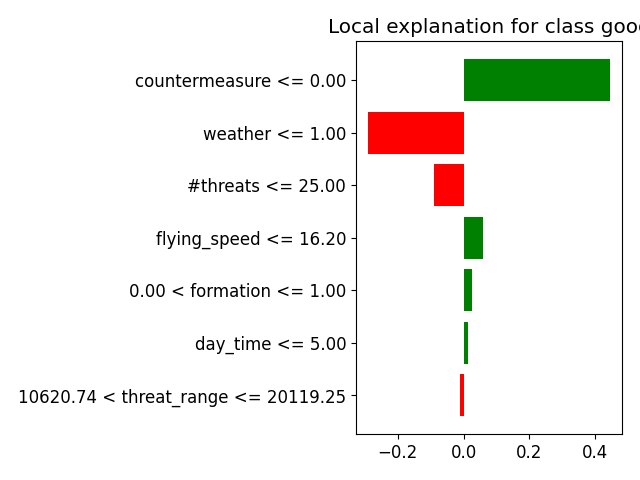 Local explanation for class good
countermeasure <= 0.00
weather <= 1.00
#threats <= 25.00
flying_speed <= 16.20
0.00 < formation <= 1.00
day_time <= 5.00
10620.74 < threat_range <= 20119.25
−0.2 0.0 0.2 0.4